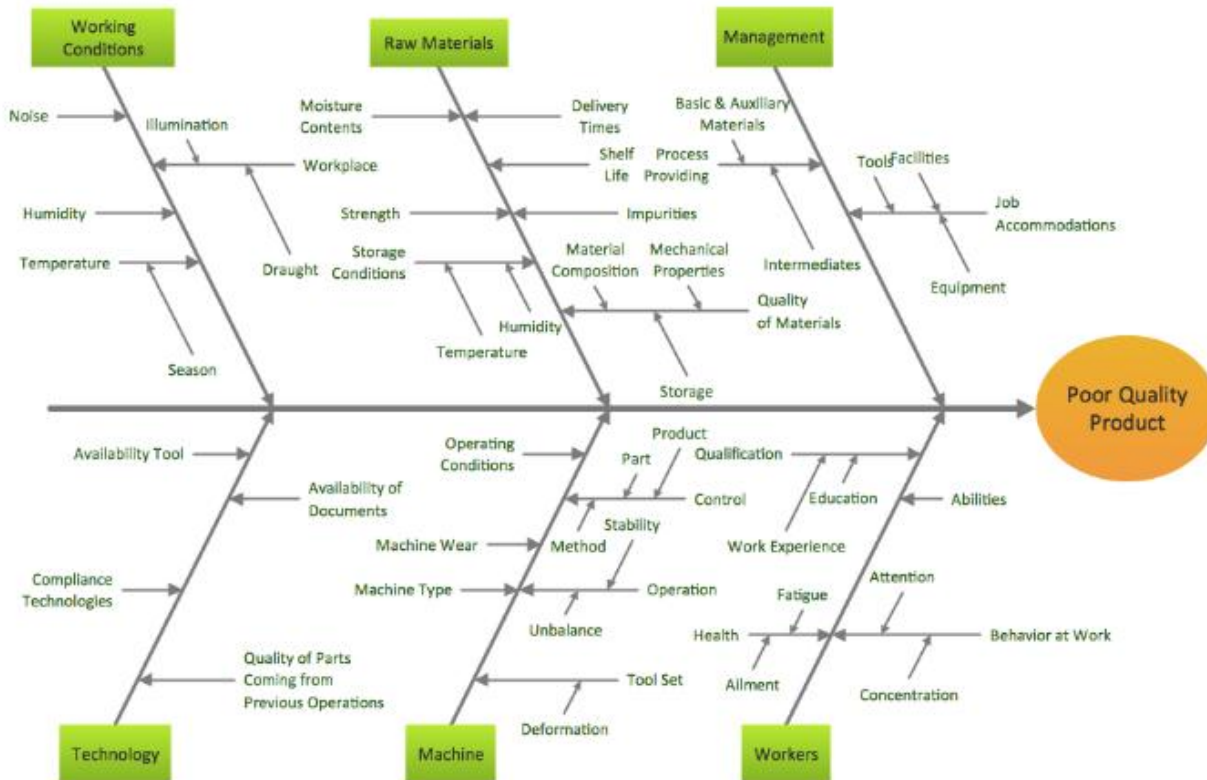 Working
Conditions
Raw Materials
Management
Noise
Illumination
Workplace
Humidity
Temperature
Draught
Season
Moisture
Contents
Delivery
Times
Shelf
Life
Strength
Impurities
Storage
Conditions
Humidity
Temperature
Material
Composition
Mechanical
Properties
Quality
of Materials
Storage
Basic & Auxiliary
Materials
Process
Providing
Intermediates
Tools
Facilities
Job
Accommodations
Equipment
Poor Quality
Product
Availability Tool
Availability of
Documents
Compliance
Technologies
Quality of Parts
Coming from
Previous Operations
Technology
Operating
Conditions
Product
Part
Control
Method
Stability
Machine Wear
Machine Type
Operation
Unbalance
Tool Set
Deformation
Machine
Qualification
Education
Work Experience
Abilities
Attention
Fatigue
Health
Ailment
Behavior at Work
Concentration
Workers